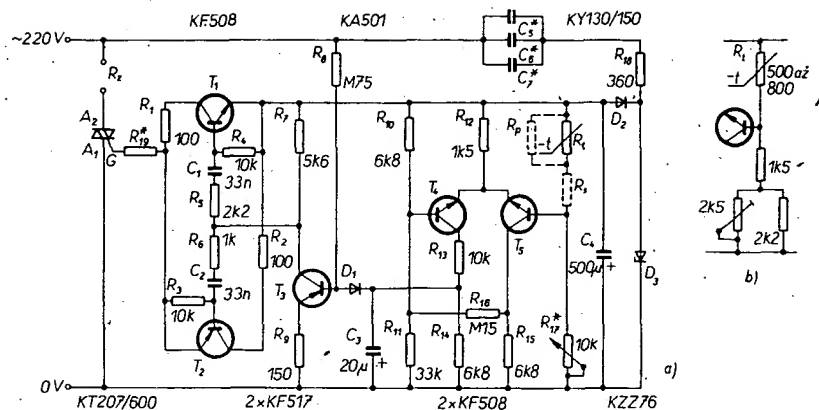 KF508 KA501 KY130/150
~220 V
C5*
C6*
C7*
R8
M75
R18
360
Rz
T1
R1
100
R7
5k6
R10
6k8
R12
1k5
Rp
-t
Rt
D2
A2
A1
G
R19*
R4
10k
C1
33n
R5
2k2
R6
1k
C2
33n
R2
100
R3
10k
T2
T3
D1
T4
T5
Rs
R13
10k
C4
500μ +
D3
R16
M15
R9
150
C3
20μ +
R11
33k
R14
6k8
R15
6k8
R17*
10k
a)
0 V
KT207/600 2×KF517 2×KF508 KZZ76
Rt
-t
500 až
800
1k5
2k5
2k2
b)